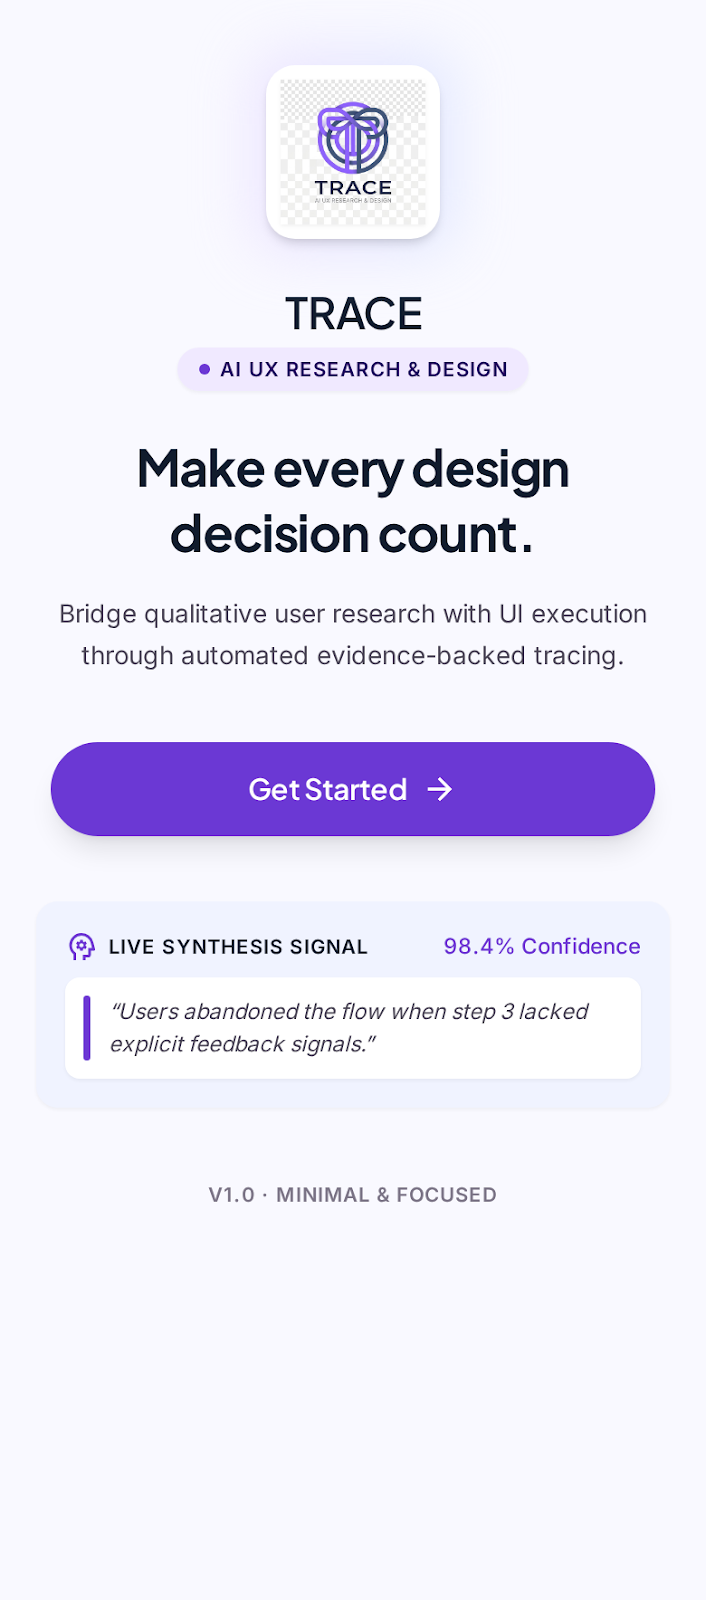 TRACE
AI UX RESEARCH & DESIGN
TRACE
AI UX RESEARCH & DESIGN
Make every design
decision count.
Bridge qualitative user research with UI execution
through automated evidence-backed tracing.
Get Started →
LIVE SYNTHESIS SIGNAL
98.4% Confidence
“Users abandoned the flow when step 3 lacked
explicit feedback signals.”
V1.0 · MINIMAL & FOCUSED